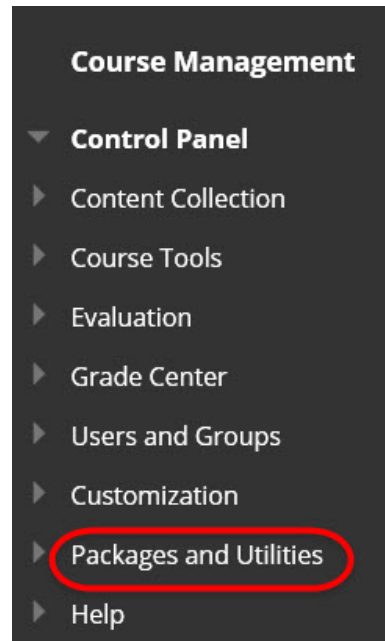 Course Management
Control Panel
Content Collection
Course Tools
Evaluation
Grade Center
Users and Groups
Customization
Packages and Utilities
Help